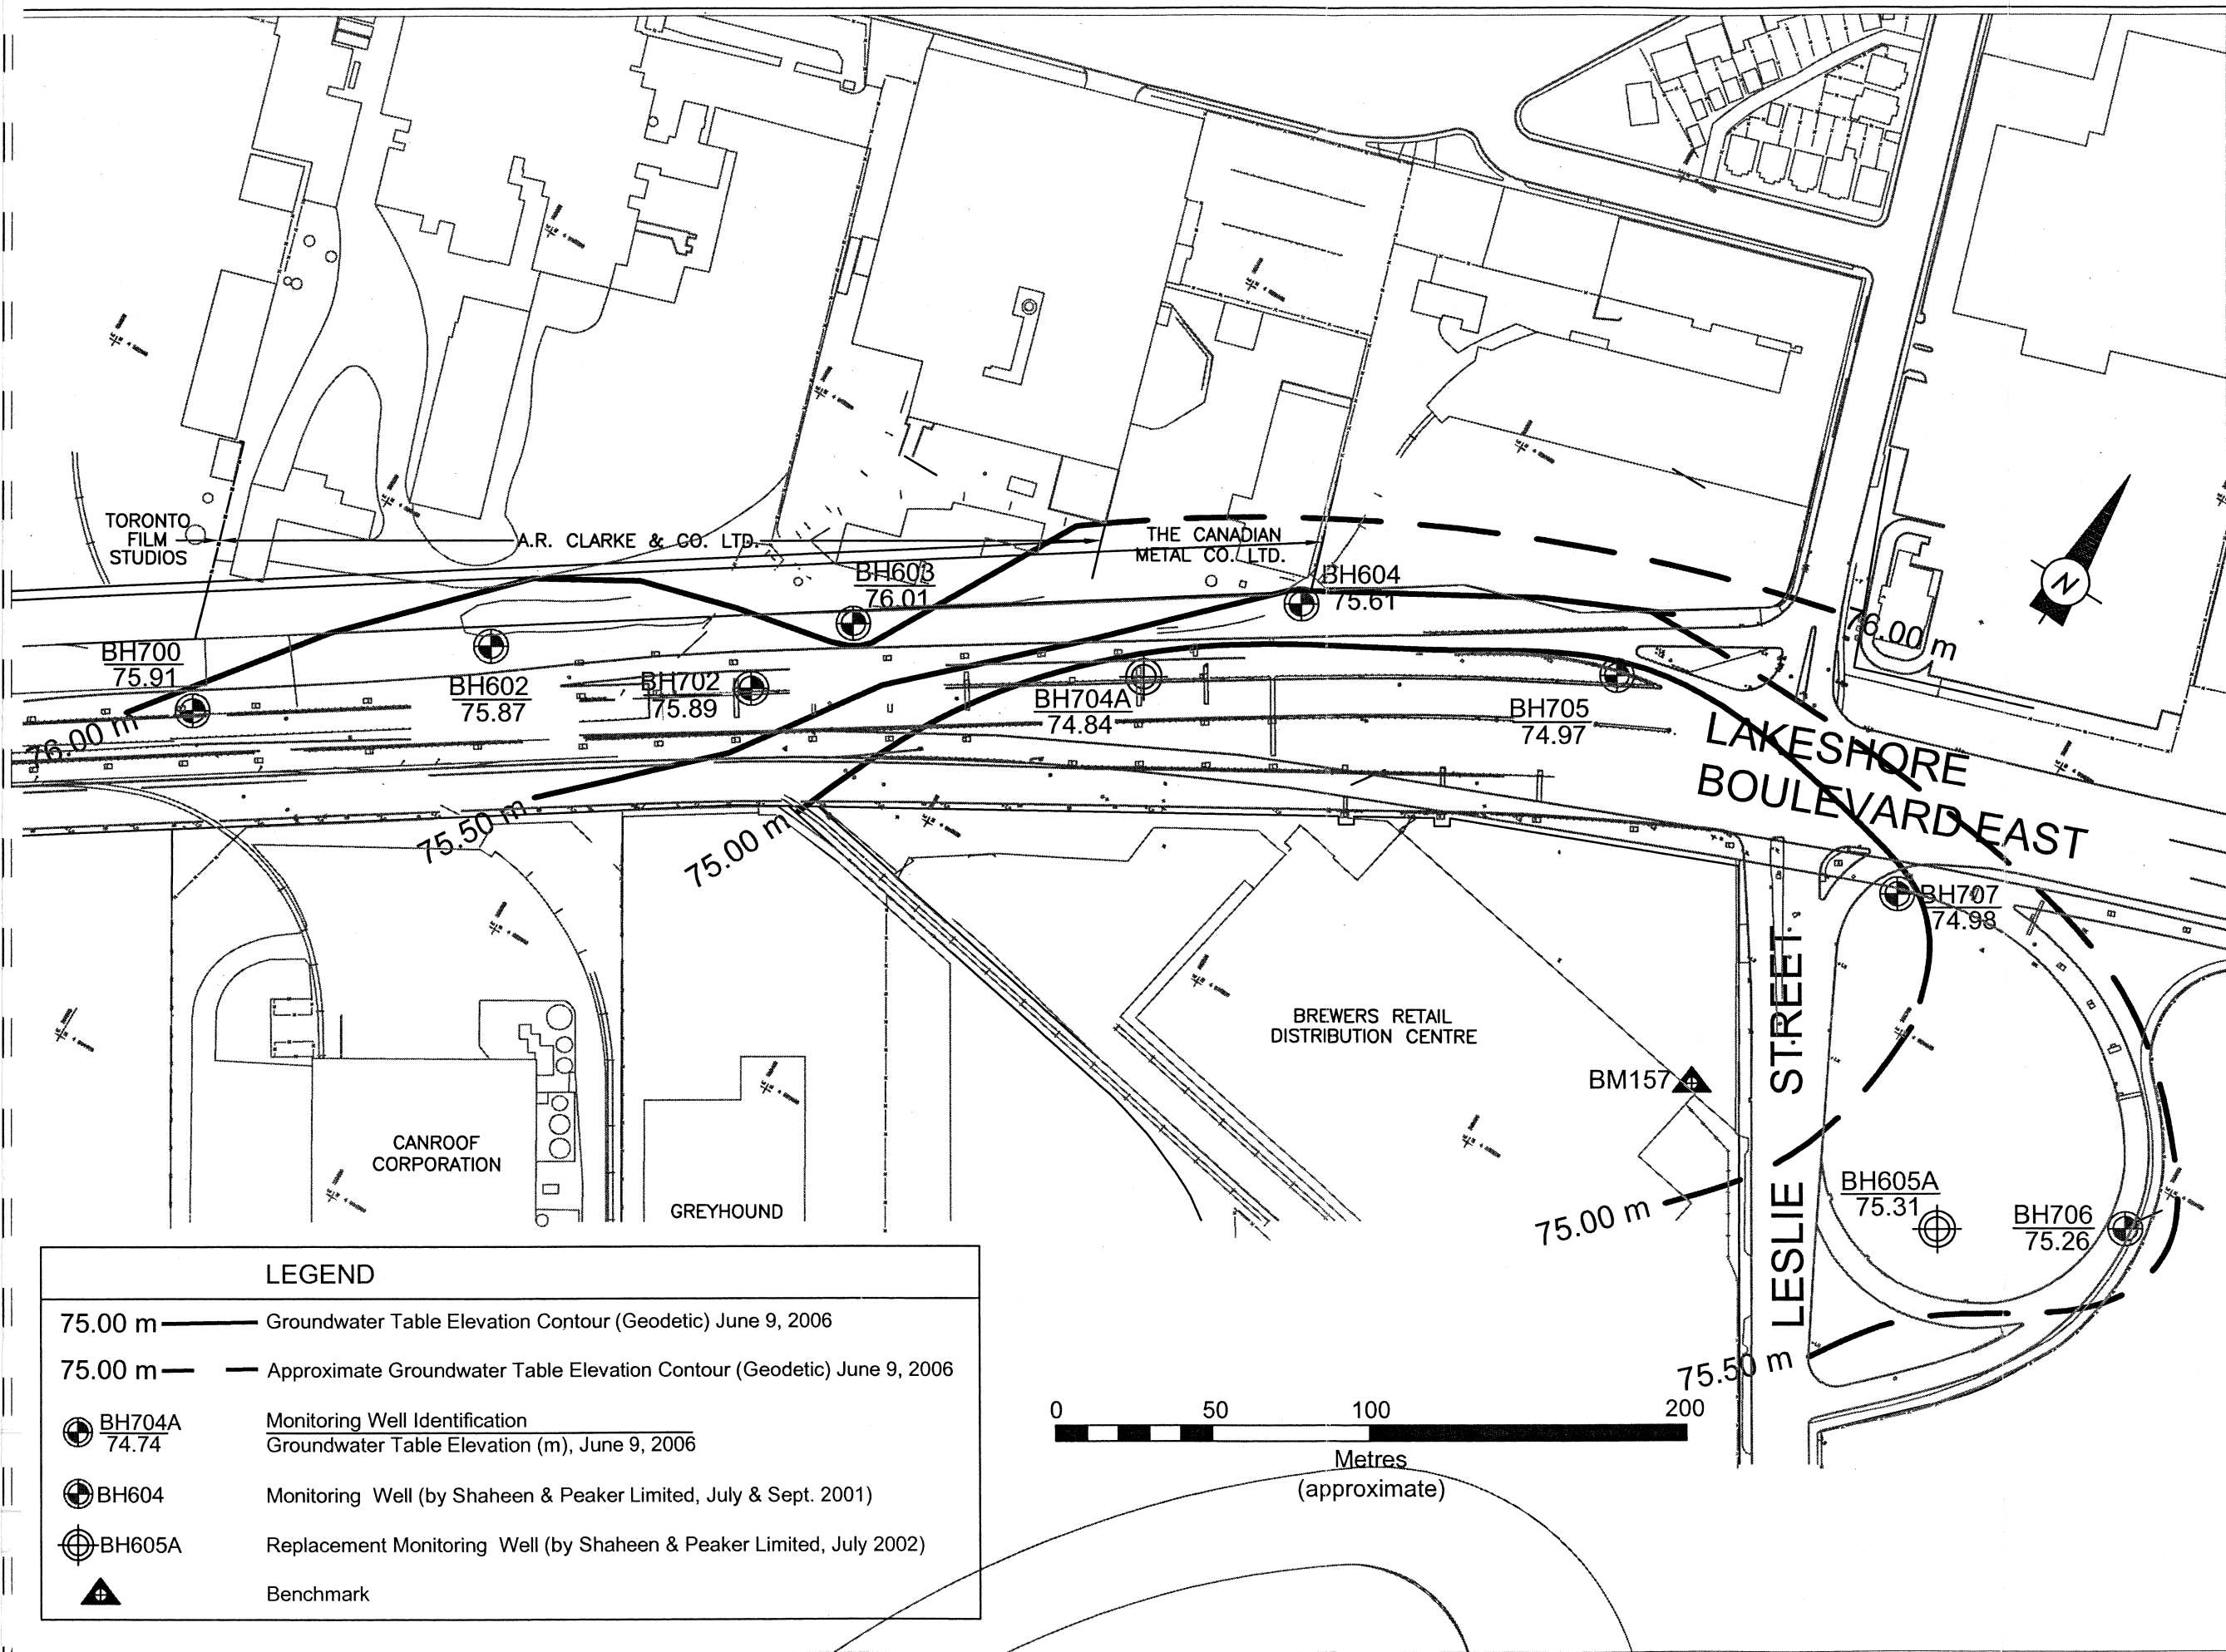 TORONTO
FILM
STUDIOS
A.R. CLARKE & CO. LTD.
THE CANADIAN
METAL CO. LTD.
BH603
76.01
BH604
75.61
76.00 m
BH700
75.91
BH602
75.87
BH702
75.89
BH704A
74.84
BH705
74.97
76.00 m
LAKESHORE
BOULEVARD EAST
75.50 m
75.00 m
BH707
74.98
LESLIE STREET
BREWERS RETAIL
DISTRIBUTION CENTRE
BM157
CANROOF
CORPORATION
GREYHOUND
75.00 m
BH605A
75.31
BH706
75.26
75.50 m
N
LEGEND
75.00 m Groundwater Table Elevation Contour (Geodetic) June 9, 2006
75.00 m Approximate Groundwater Table Elevation Contour (Geodetic) June 9, 2006
BH704A Monitoring Well Identification
74.74 Groundwater Table Elevation (m), June 9, 2006
BH604 Monitoring Well (by Shaheen & Peaker Limited, July & Sept. 2001)
BH605A Replacement Monitoring Well (by Shaheen & Peaker Limited, July 2002)
Benchmark
0 50 100 200
Metres
(approximate)